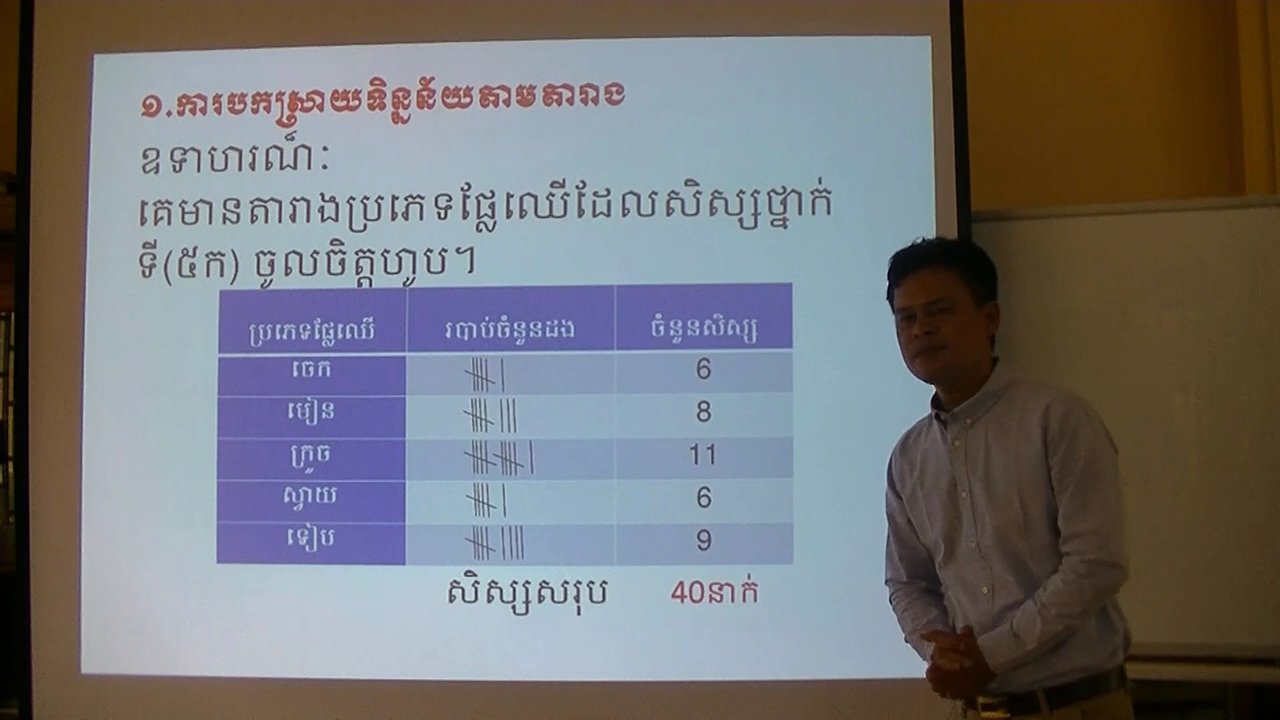 ១.ការបកស្រាយទិន្នន័យតាមតារាង
ឧទាហរណ៏ៈ
គេមានតារាងប្រភេទផ្លែឈើដែលសិស្សថ្នាក់
ទី(៥ក) ចូលចិត្តហូប។
ប្រភេទផ្លែឈើ របាប់ចំនួនដង ចំនួនសិស្ស
ចេក 6
មៀន 8
ក្រូច 11
ស្វាយ 6
ទៀប 9
សិស្សសរុប 40នាក់